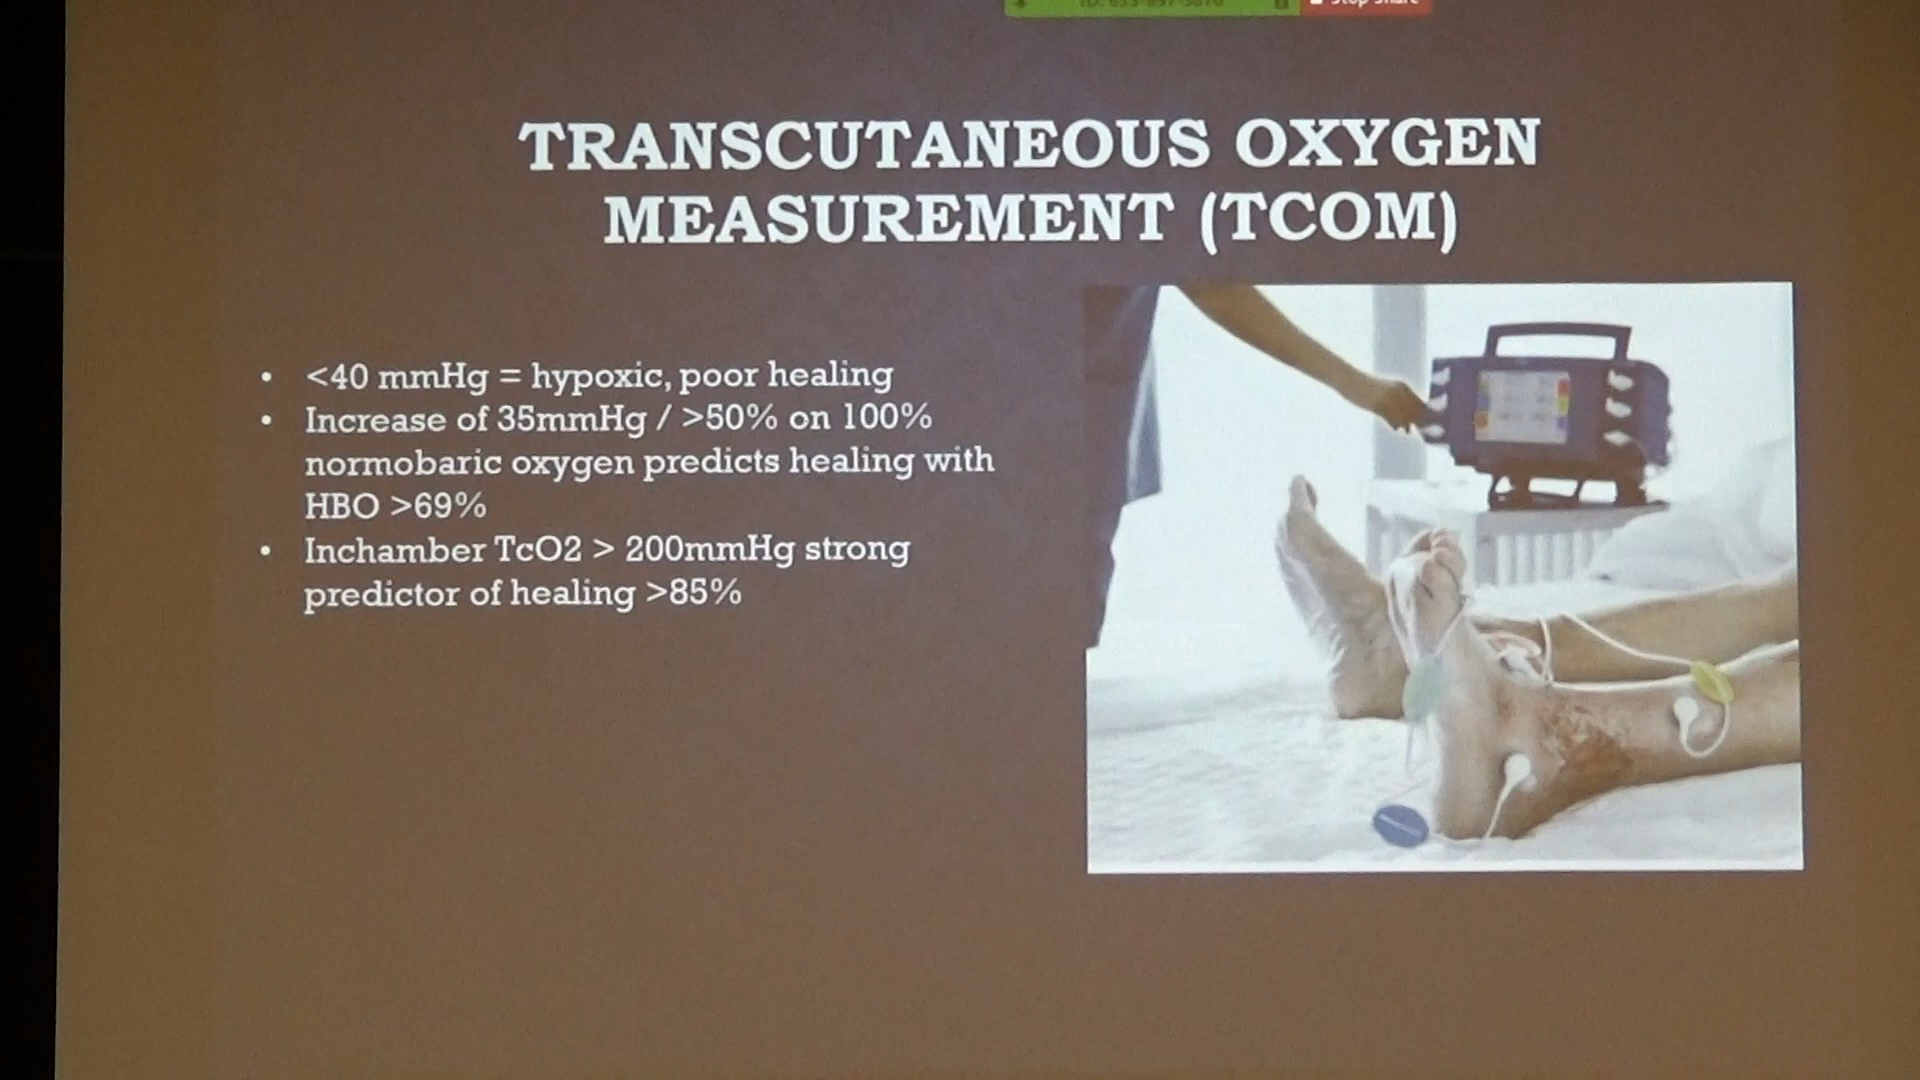 TRANSCUTANEOUS OXYGEN
MEASUREMENT (TCOM)
• <40 mmHg = hypoxic, poor healing
• Increase of 35mmHg / >50% on 100%
normobaric oxygen predicts healing with
HBO >69%
• Inchamber TcO2 > 200mmHg strong
predictor of healing >85%